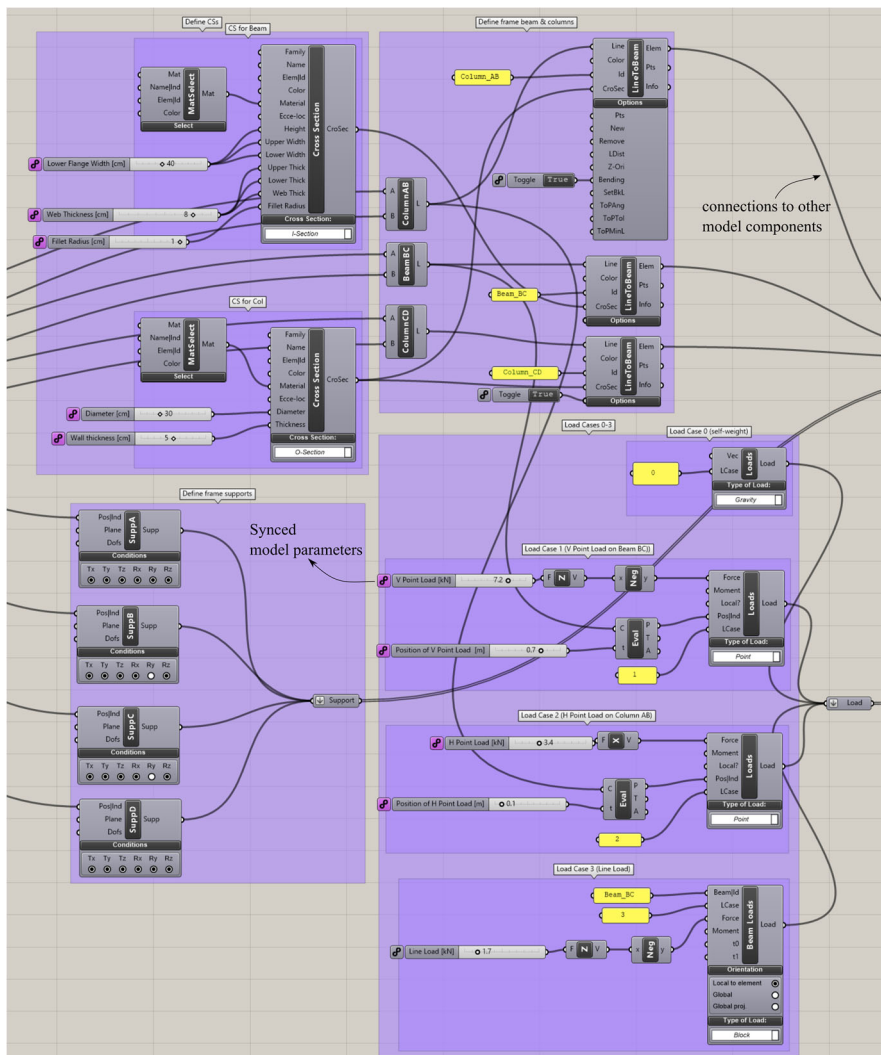 Define CSs
CS for Beam
Mat
Name|Ind
Elem|Id
Color
MatSelect
Mat
Select
Family
Name
Elem|Id
Color
Material
Ecce-loc
Height
Upper Width
Lower Width
Upper Thick
Lower Thick
Web Thick
Fillet Radius
Cross Section
CroSec
Cross Section:
I-Section
Lower Flange Width [cm]
40
Web Thickness [cm]
8
Fillet Radius [cm]
1
CS for Col
Mat
Name|Ind
Elem|Id
Color
MatSelect
Mat
Select
Family
Name
Elem|Id
Color
Material
Ecce-loc
Diameter
Thickness
Cross Section
CroSec
Cross Section:
O-Section
Diameter [cm]
30
Wall thickness [cm]
5
Define frame beam & columns
A
B
ColumnAB
L
A
B
BeamBC
L
A
B
ColumnCD
L
Column_AB
Line
Color
Id
CroSec
LineToBeam
Elem
Pts
Info
Options
Pts
New
Remove
LDist
Z-Ori
Bending
SetBkL
ToPAng
ToPTol
ToPMinL
Toggle
True
Beam_BC
Line
Color
Id
CroSec
LineToBeam
Elem
Pts
Info
Options
Column_CD
Line
Color
Id
CroSec
LineToBeam
Elem
Pts
Info
Options
Toggle
True
connections to other
model components
Define frame supports
Pos|Ind
Plane
Dofs
SuppA
Supp
Conditions
Tx Ty Tz Rx Ry Rz
Pos|Ind
Plane
Dofs
SuppB
Supp
Conditions
Tx Ty Tz Rx Ry Rz
Pos|Ind
Plane
Dofs
SuppC
Supp
Conditions
Tx Ty Tz Rx Ry Rz
Pos|Ind
Plane
Dofs
SuppD
Supp
Conditions
Tx Ty Tz Rx Ry Rz
Support
Synced
model parameters
Load Cases 0-3
Load Case 0 (self-weight)
0
Vec
LCase
Loads
Load
Type of Load:
Gravity
Load Case 1 (V Point Load on Beam BC))
V Point Load [kN]
7.2
F
Z
V
x
Neg
y
Position of V Point Load [m]
0.7
C
t
Eval
P
T
A
1
Force
Moment
Local?
Pos|Ind
LCase
Loads
Load
Type of Load:
Point
Load
Load Case 2 (H Point Load on Column AB)
H Point Load [kN]
3.4
F
X
V
Position of H Point Load [m]
0.1
C
t
Eval
P
T
A
2
Force
Moment
Local?
Pos|Ind
LCase
Loads
Load
Type of Load:
Point
Load Case 3 (Line Load)
Beam_BC
3
Line Load [kN]
1.7
F
Z
V
x
Neg
y
Beam|Id
LCase
Force
Moment
t0
t1
Beam Loads
Load
Orientation
Local to element
Global
Global proj.
Type of Load:
Block